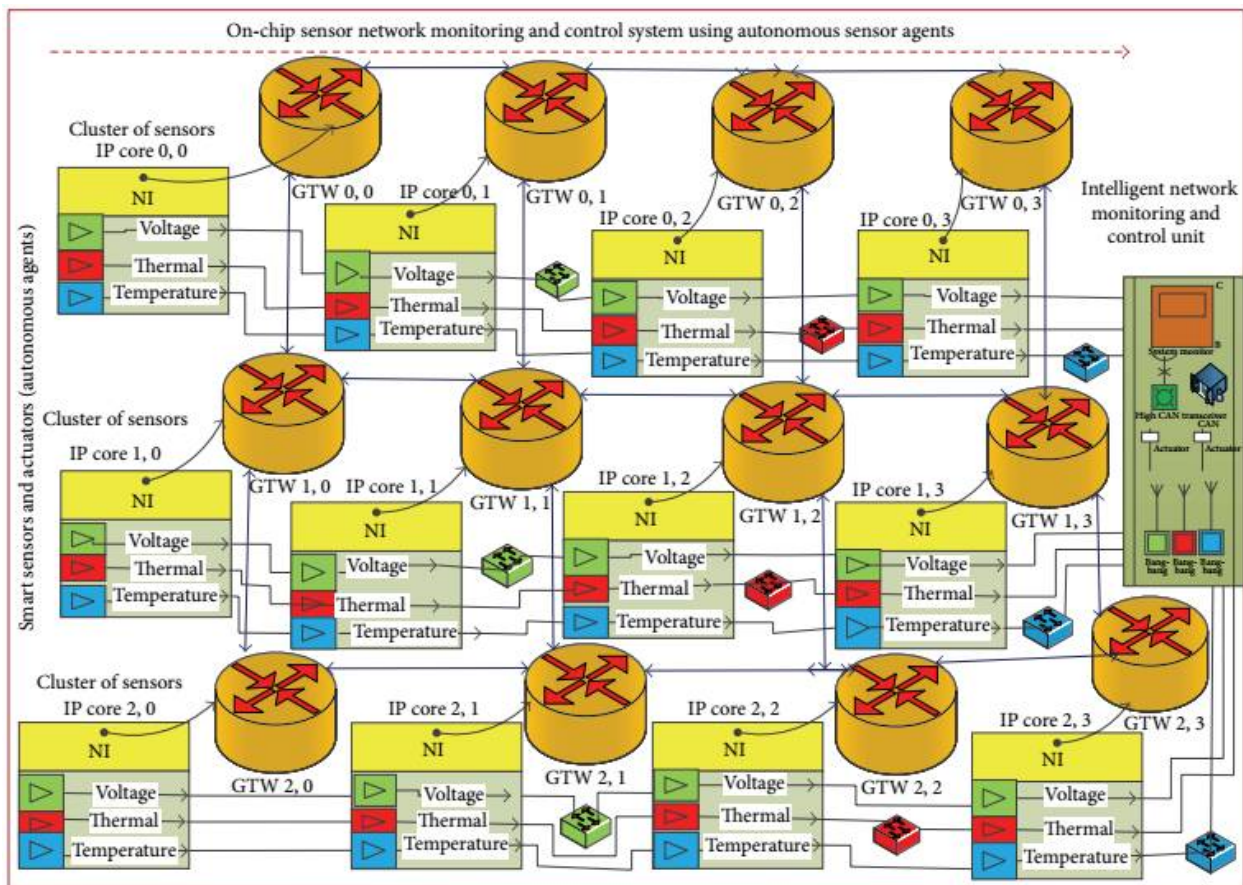 On-chip sensor network monitoring and control system using autonomous sensor agents
Smart sensors and actuators (autonomous agents)
Cluster of sensors
IP core 0, 0
NI
Voltage
Thermal
Temperature
GTW 0, 0
IP core 0, 1
NI
Voltage
Thermal
Temperature
GTW 0, 1
IP core 0, 2
NI
Voltage
Thermal
Temperature
GTW 0, 2
IP core 0, 3
NI
Voltage
Thermal
Temperature
GTW 0, 3
Intelligent network
monitoring and
control unit
C
B
System monitor
High CAN transceiver
CAN
Actuator
Actuator
Bang-
bang
Bang-
bang
Bang-
bang
Cluster of sensors
IP core 1, 0
NI
Voltage
Thermal
Temperature
GTW 1, 0
IP core 1, 1
NI
Voltage
Thermal
Temperature
GTW 1, 1
IP core 1, 2
NI
Voltage
Thermal
Temperature
GTW 1, 2
IP core 1, 3
NI
Voltage
Thermal
Temperature
GTW 1, 3
Cluster of sensors
IP core 2, 0
NI
Voltage
Thermal
Temperature
GTW 2, 0
IP core 2, 1
NI
Voltage
Thermal
Temperature
GTW 2, 1
IP core 2, 2
NI
Voltage
Thermal
Temperature
GTW 2, 2
IP core 2, 3
NI
Voltage
Thermal
Temperature
GTW 2, 3